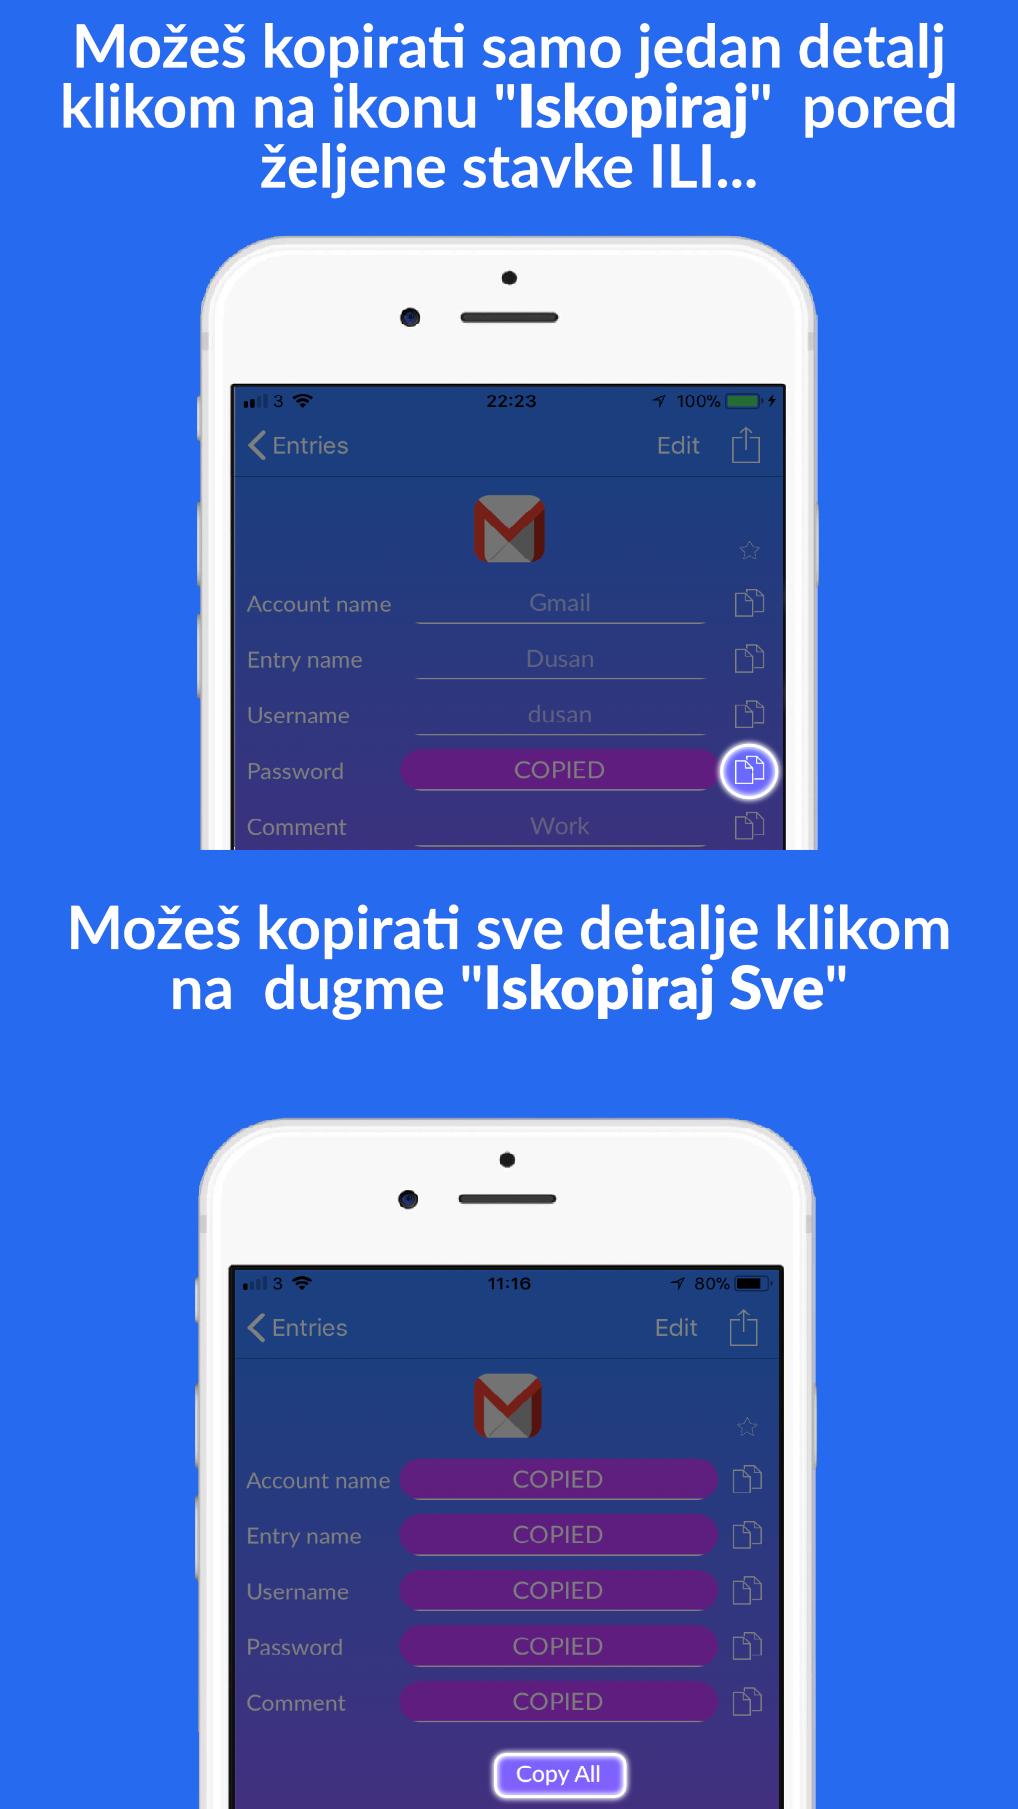 Možeš kopirati samo jedan detalj
klikom na ikonu "Iskopiraj" pored
željene stavke ILI...
3 22:23 100%
Entries Edit
Account name Gmail
Entry name Dusan
Username dusan
Password COPIED
Comment Work
Možeš kopirati sve detalje klikom
na dugme "Iskopiraj Sve"
3 11:16 80%
Entries Edit
Account name COPIED
Entry name COPIED
Username COPIED
Password COPIED
Comment COPIED
Copy All